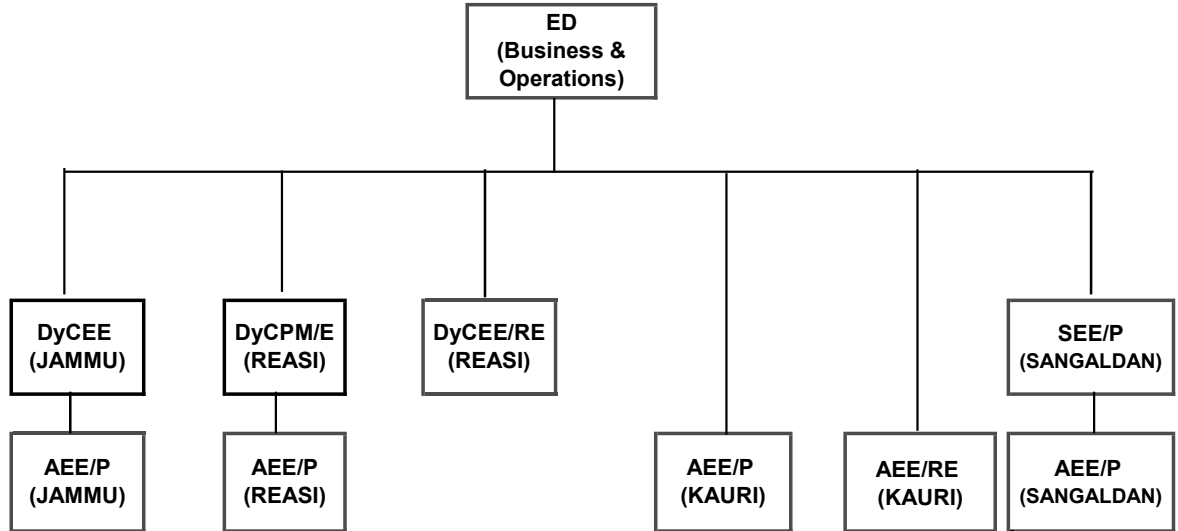 ED
(Business &
Operations)
DyCEE
(JAMMU)
DyCPM/E
(REASI)
DyCEE/RE
(REASI)
SEE/P
(SANGALDAN)
AEE/P
(JAMMU)
AEE/P
(REASI)
AEE/P
(KAURI)
AEE/RE
(KAURI)
AEE/P
(SANGALDAN)